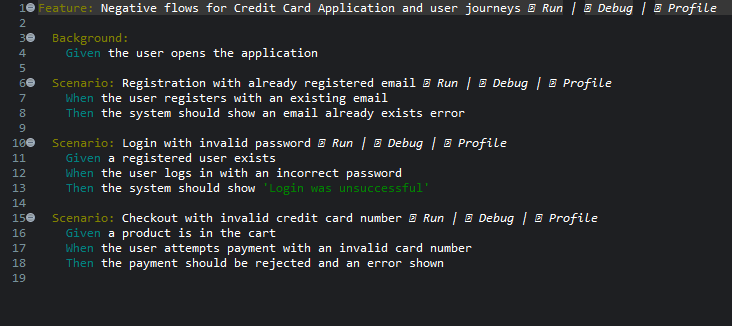 1 Feature: Negative flows for Credit Card Application and user journeys Run | Debug | Profile
2
3 Background:
4 Given the user opens the application
5
6 Scenario: Registration with already registered email Run | Debug | Profile
7 When the user registers with an existing email
8 Then the system should show an email already exists error
9
10 Scenario: Login with invalid password Run | Debug | Profile
11 Given a registered user exists
12 When the user logs in with an incorrect password
13 Then the system should show 'Login was unsuccessful'
14
15 Scenario: Checkout with invalid credit card number Run | Debug | Profile
16 Given a product is in the cart
17 When the user attempts payment with an invalid card number
18 Then the payment should be rejected and an error shown
19